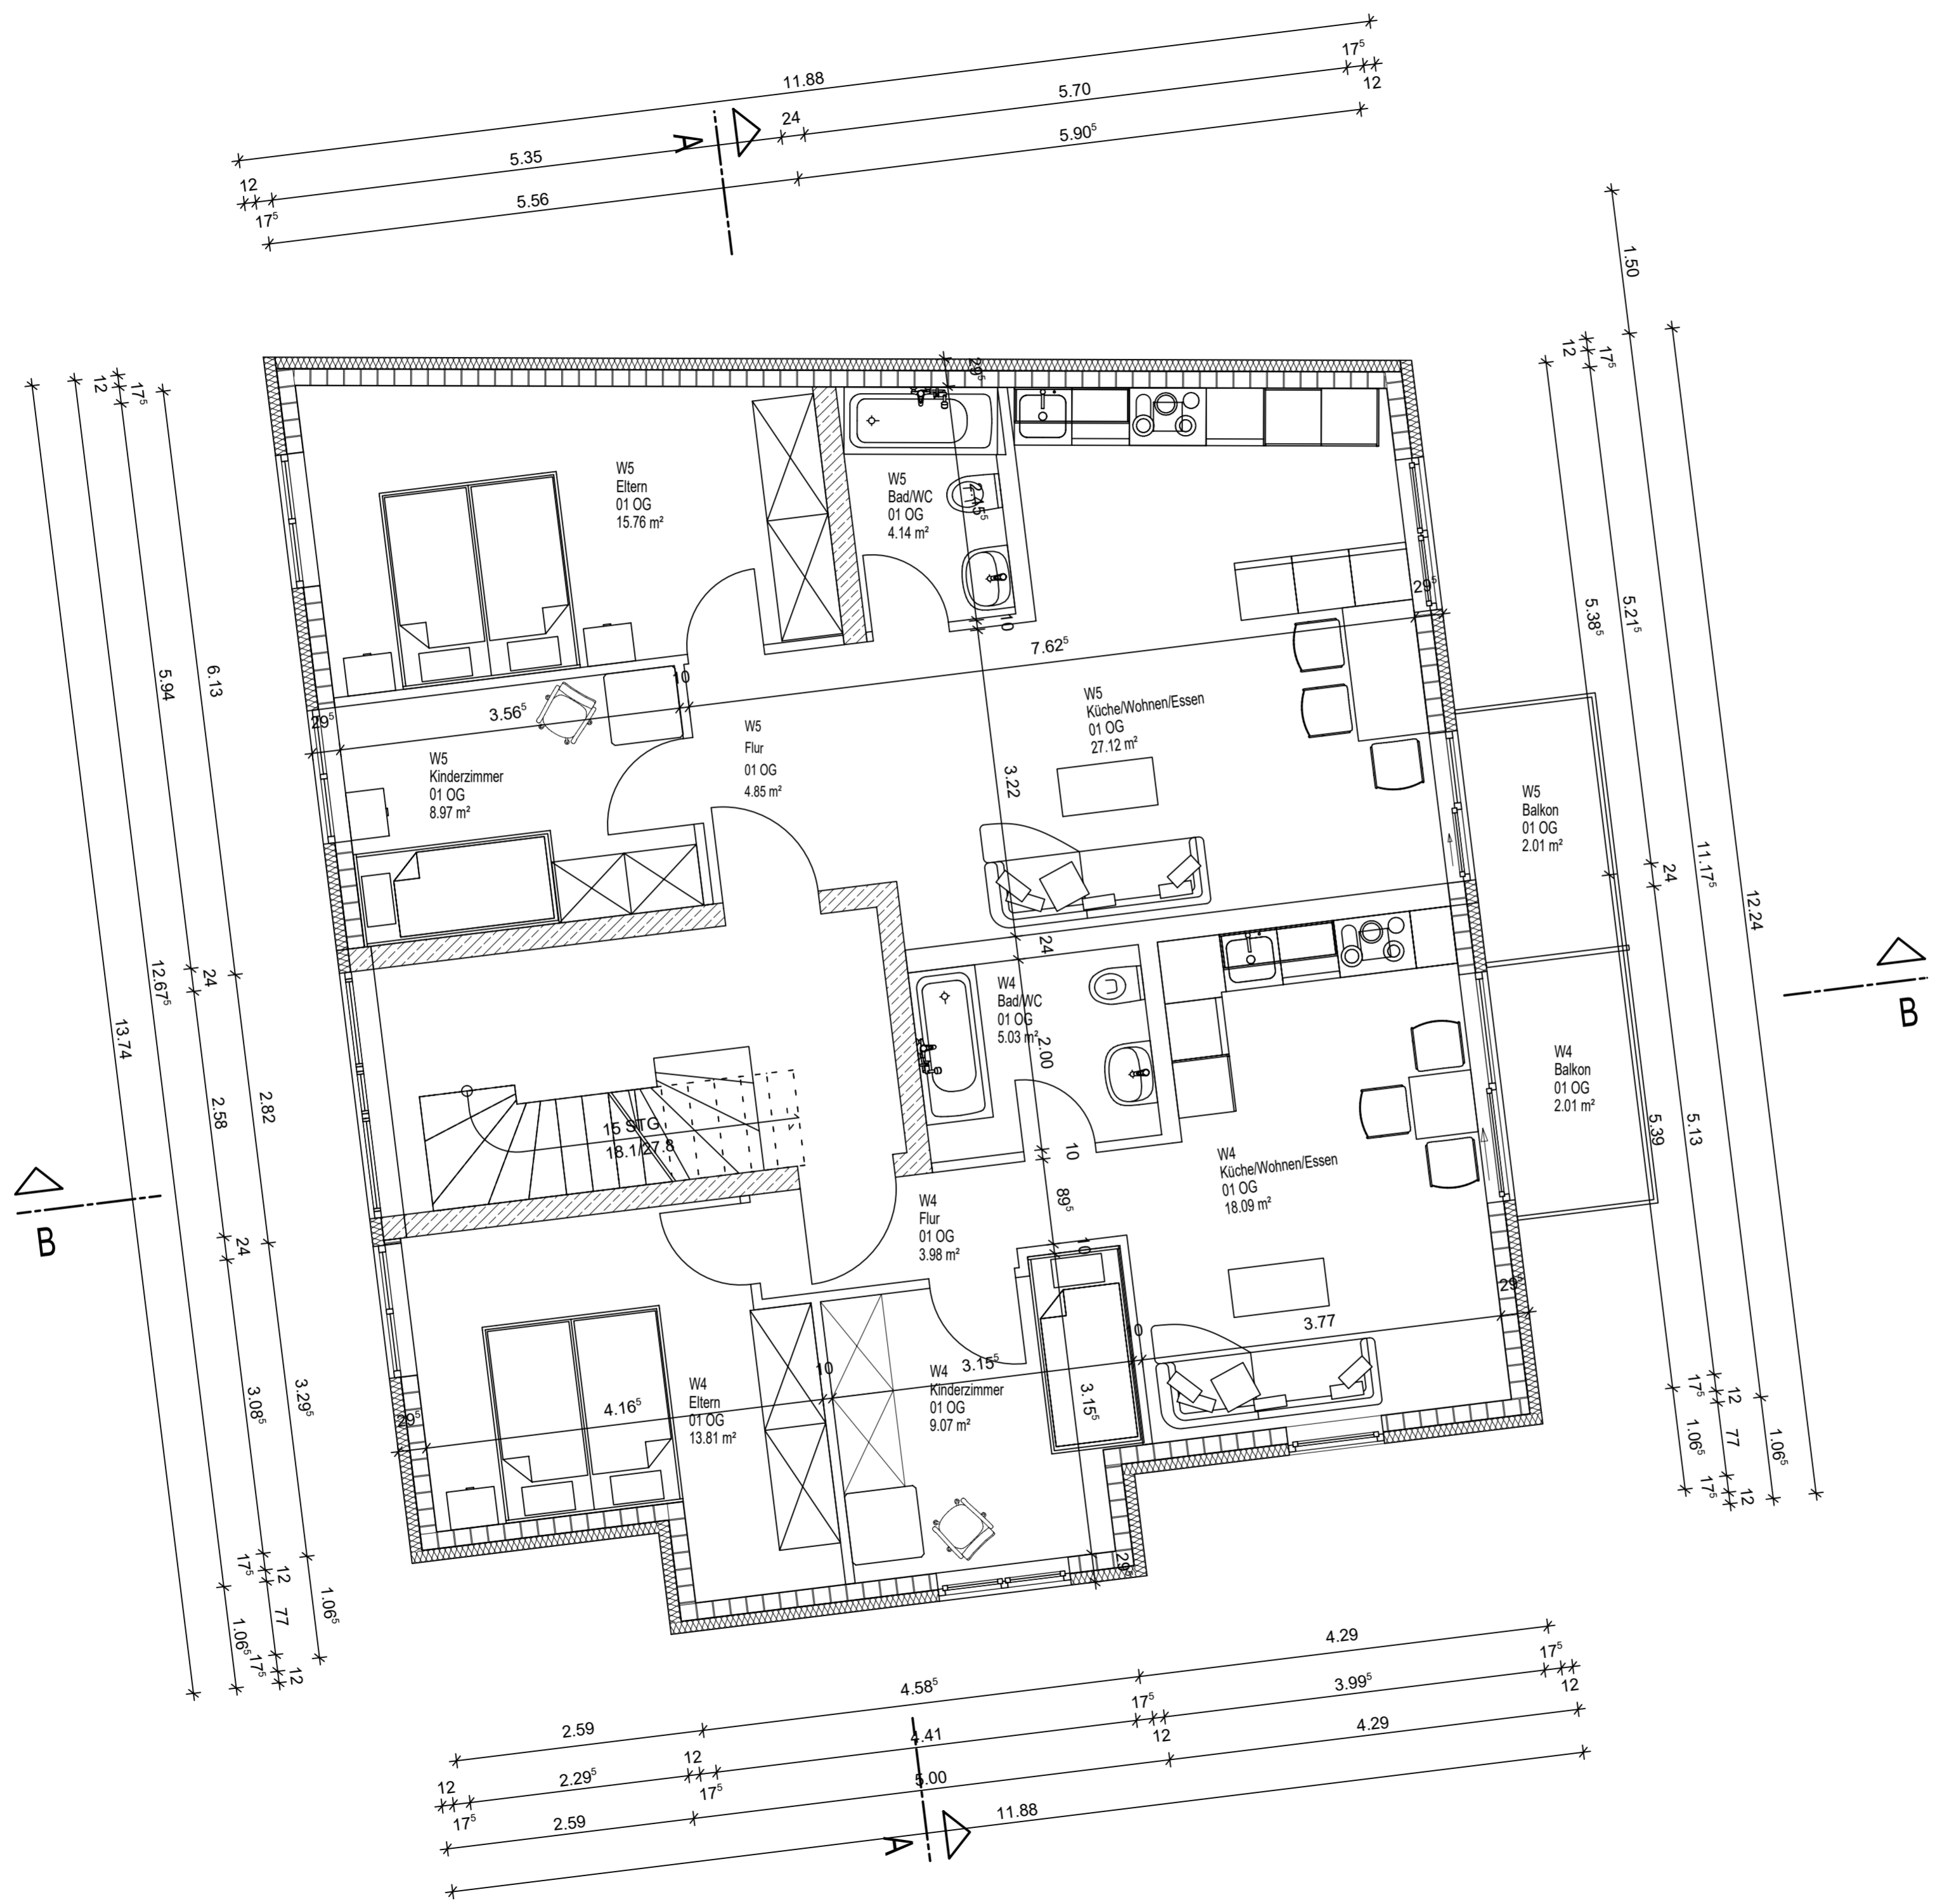 11.88
17⁵
5.70
12
24
5.35
A
5.90⁵
12
17⁵
5.56
1.50
12
17⁵
12
17⁵
29⁵
W5
Eltern
01 OG
15.76 m²
W5
Bad/WC
01 OG
4.14 m²
2.45⁵
10
29⁵
5.38⁵
5.21⁵
7.62⁵
5.94
6.13
10
3.56⁵
29⁵
W5
Küche/Wohnen/Essen
01 OG
27.12 m²
W5
Flur
01 OG
4.85 m²
W5
Kinderzimmer
01 OG
8.97 m²
3.22
W5
Balkon
01 OG
2.01 m²
24
11.17⁵
12.24
24
13.74
12.67⁵
24
W4
Bad/WC
01 OG
5.03 m²
2.00
B
W4
Balkon
01 OG
2.01 m²
2.58
2.82
15 STG
18.1/27.8
5.39
5.13
10
W4
Küche/Wohnen/Essen
01 OG
18.09 m²
89⁵
W4
Flur
01 OG
3.98 m²
B
24
10
29⁵
3.77
10
3.15⁵
10
W4
Kinderzimmer
01 OG
9.07 m²
3.15⁵
W4
Eltern
01 OG
13.81 m²
4.16⁵
29⁵
3.08⁵
3.29⁵
17⁵
12
1.06⁵
77
1.06⁵
17⁵
12
29⁵
17⁵
12
77
1.06⁵
1.06⁵
17⁵
12
4.29
4.58⁵
2.59
17⁵
3.99⁵
17⁵
12
4.41
12
12
2.29⁵
17⁵
12
17⁵
4.29
5.00
2.59
11.88
A